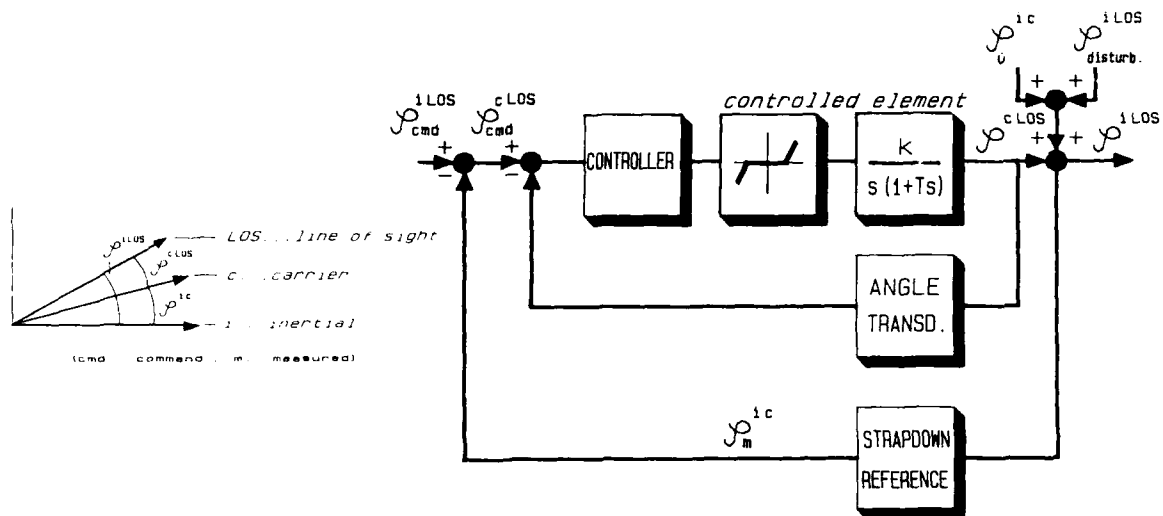 φ^ic_υ φ^iLOS_disturb.
controlled element
φ^iLOS_cmd φ^cLOS_cmd φ^cLOS φ^iLOS
+ + + + + +
- -
CONTROLLER
K
s(1+Ts)
φ^iLOS LOS...line of sight
φ^cLOS
c...carrier
φ^ic
i...inertial
(cmd command . m. measured)
ANGLE
TRANSD.
φ^ic_m
STRAPDOWN
REFERENCE